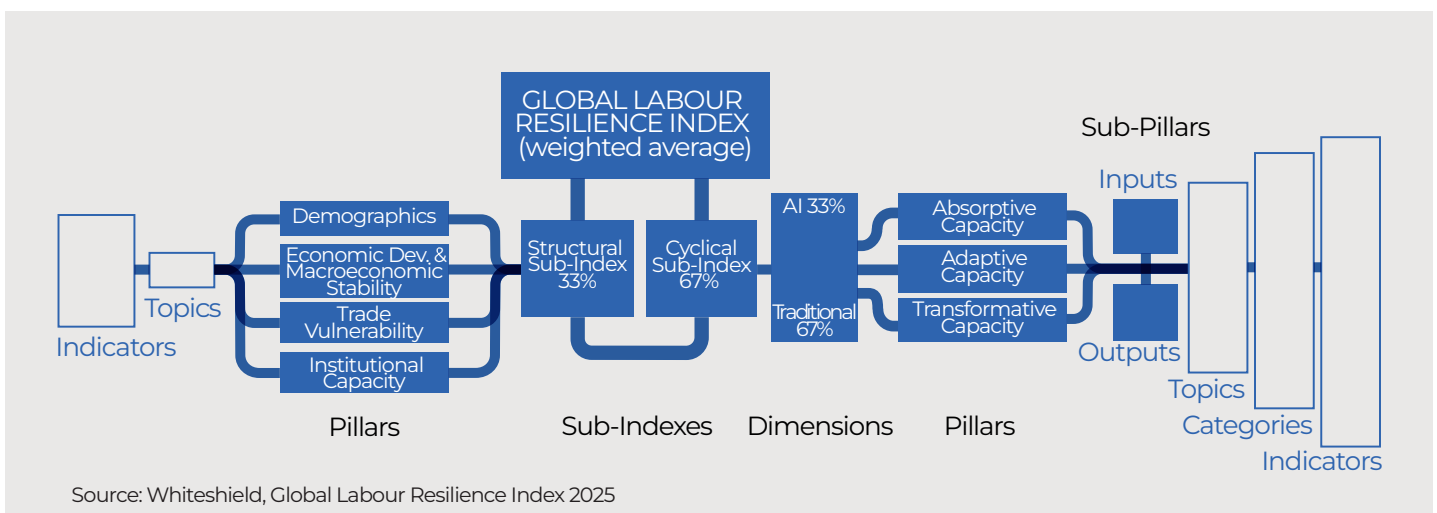 GLOBAL LABOUR
RESILIENCE INDEX
(weighted average)
Indicators
Topics
Demographics
Economic Dev. &
Macroeconomic
Stability
Trade
Vulnerability
Institutional
Capacity
Pillars
Structural
Sub-Index
33%
Cyclical
Sub-Index
67%
Sub-Indexes
AI 33%
Traditional
67%
Dimensions
Absorptive
Capacity
Adaptive
Capacity
Transformative
Capacity
Pillars
Sub-Pillars
Inputs
Outputs
Topics
Categories
Indicators
Source: Whiteshield, Global Labour Resilience Index 2025